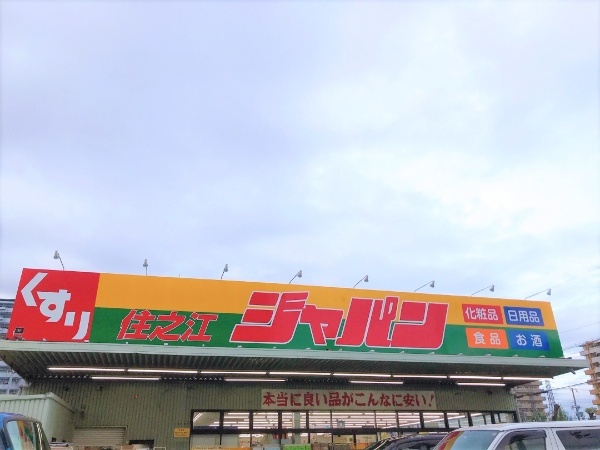 くすり
住之江
ジャパン
化粧品
日用品
食品
お酒
本当に良い品がこんなに安い!